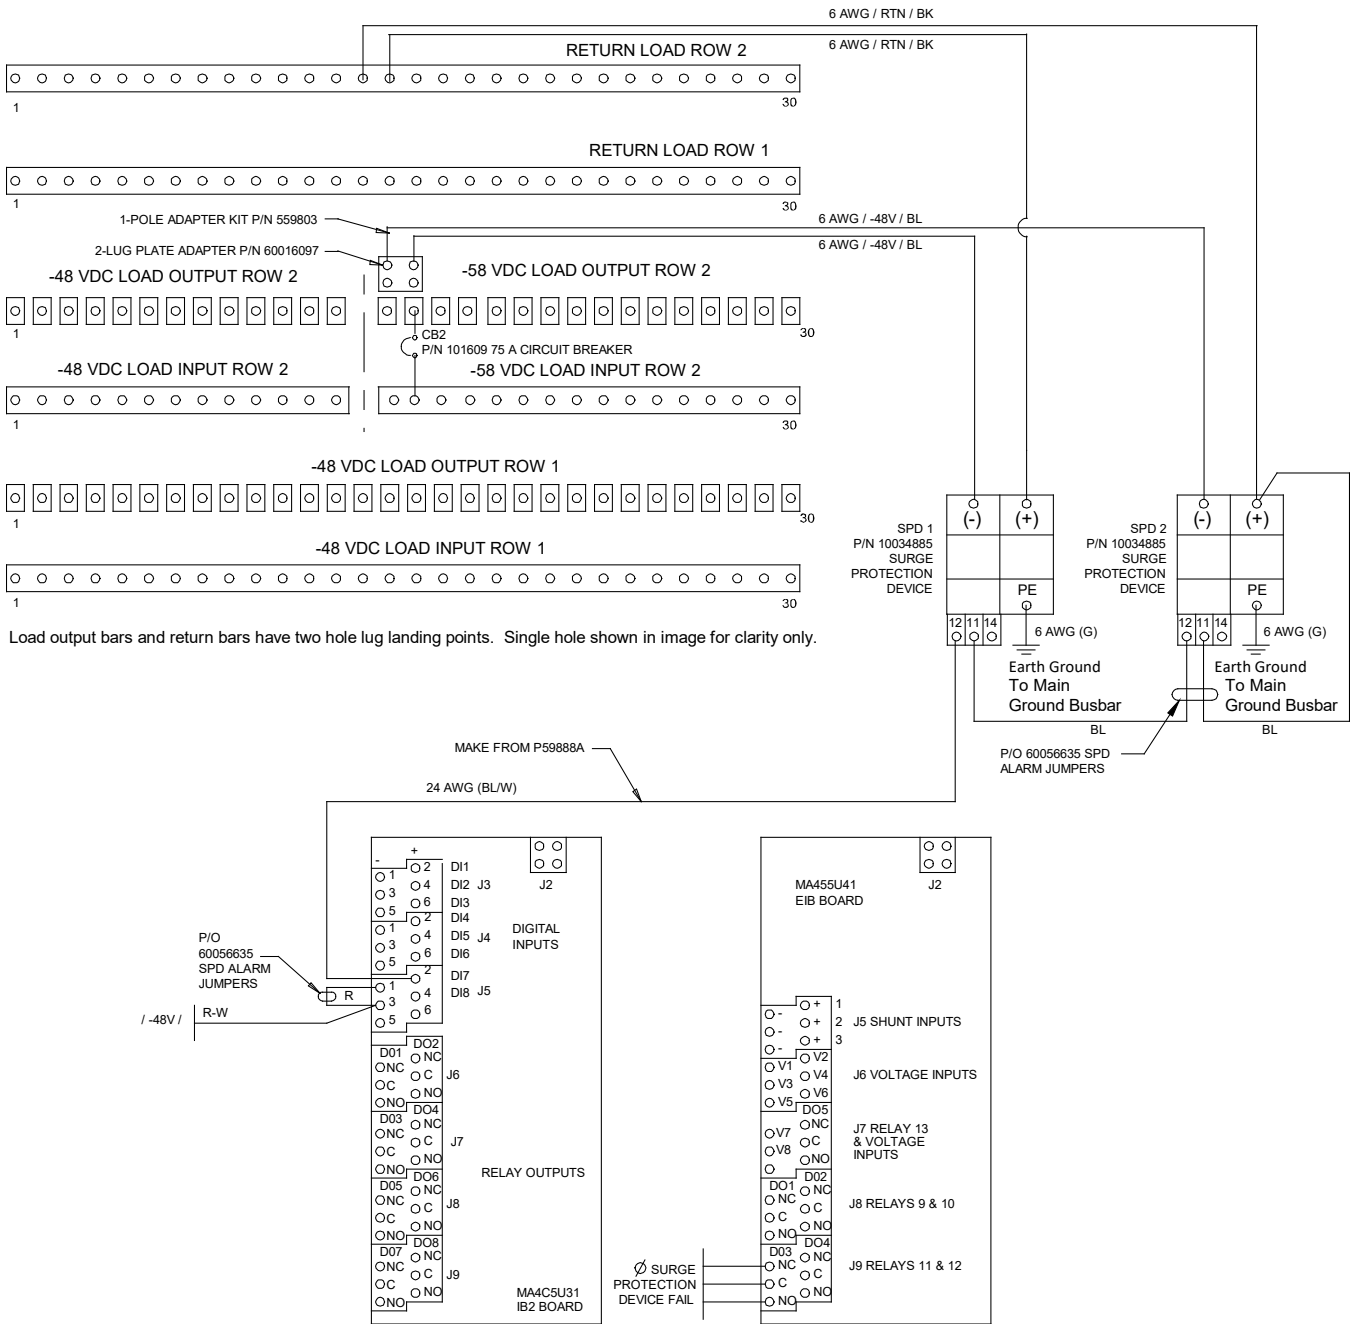 6 AWG / RTN / BK
6 AWG / RTN / BK
RETURN LOAD ROW 2
1
30
RETURN LOAD ROW 1
1
30
1-POLE ADAPTER KIT P/N 559803
6 AWG / -48V / BL
2-LUG PLATE ADAPTER P/N 60016097
6 AWG / -48V / BL
-48 VDC LOAD OUTPUT ROW 2
-58 VDC LOAD OUTPUT ROW 2
1
30
CB2
P/N 101609 75 A CIRCUIT BREAKER
-48 VDC LOAD INPUT ROW 2
-58 VDC LOAD INPUT ROW 2
1
30
-48 VDC LOAD OUTPUT ROW 1
1
30
-48 VDC LOAD INPUT ROW 1
1
30
Load output bars and return bars have two hole lug landing points. Single hole shown in image for clarity only.
SPD 1
P/N 10034885
SURGE
PROTECTION
DEVICE
(-)
(+)
PE
12
11
14
6 AWG (G)
Earth Ground
To Main
Ground Busbar
BL
SPD 2
P/N 10034885
SURGE
PROTECTION
DEVICE
(-)
(+)
PE
12
11
14
6 AWG (G)
Earth Ground
To Main
Ground Busbar
BL
P/O 60056635 SPD
ALARM JUMPERS
MAKE FROM P59888A
24 AWG (BL/W)
-
+
1
2
DI1
3
4
DI2
J3
5
6
DI3
1
2
DI4
3
4
DI5
J4
5
6
DI6
1
2
DI7
3
4
DI8
J5
5
6
J2
DIGITAL
INPUTS
P/O
60056635
SPD ALARM
JUMPERS
R
/ -48V /
R-W
D01
DO2
NC
NC
C
C
J6
NO
NO
D03
DO4
NC
NC
C
C
J7
NO
NO
D05
DO6
NC
NC
C
C
J8
NO
NO
D07
DO8
NC
NC
C
C
J9
NO
NO
RELAY OUTPUTS
MA4C5U31
IB2 BOARD
MA455U41
EIB BOARD
J2
-
+
1
-
+
2
J5 SHUNT INPUTS
-
+
3
V1
V2
V3
V4
J6 VOLTAGE INPUTS
V5
V6
DO5
V7
NC
V8
C
NO
J7 RELAY 13
& VOLTAGE
INPUTS
DO1
D02
NC
NC
C
C
J8 RELAYS 9 & 10
NO
NO
D03
DO4
NC
NC
C
C
J9 RELAYS 11 & 12
NO
NO
Ø SURGE
PROTECTION
DEVICE FAIL